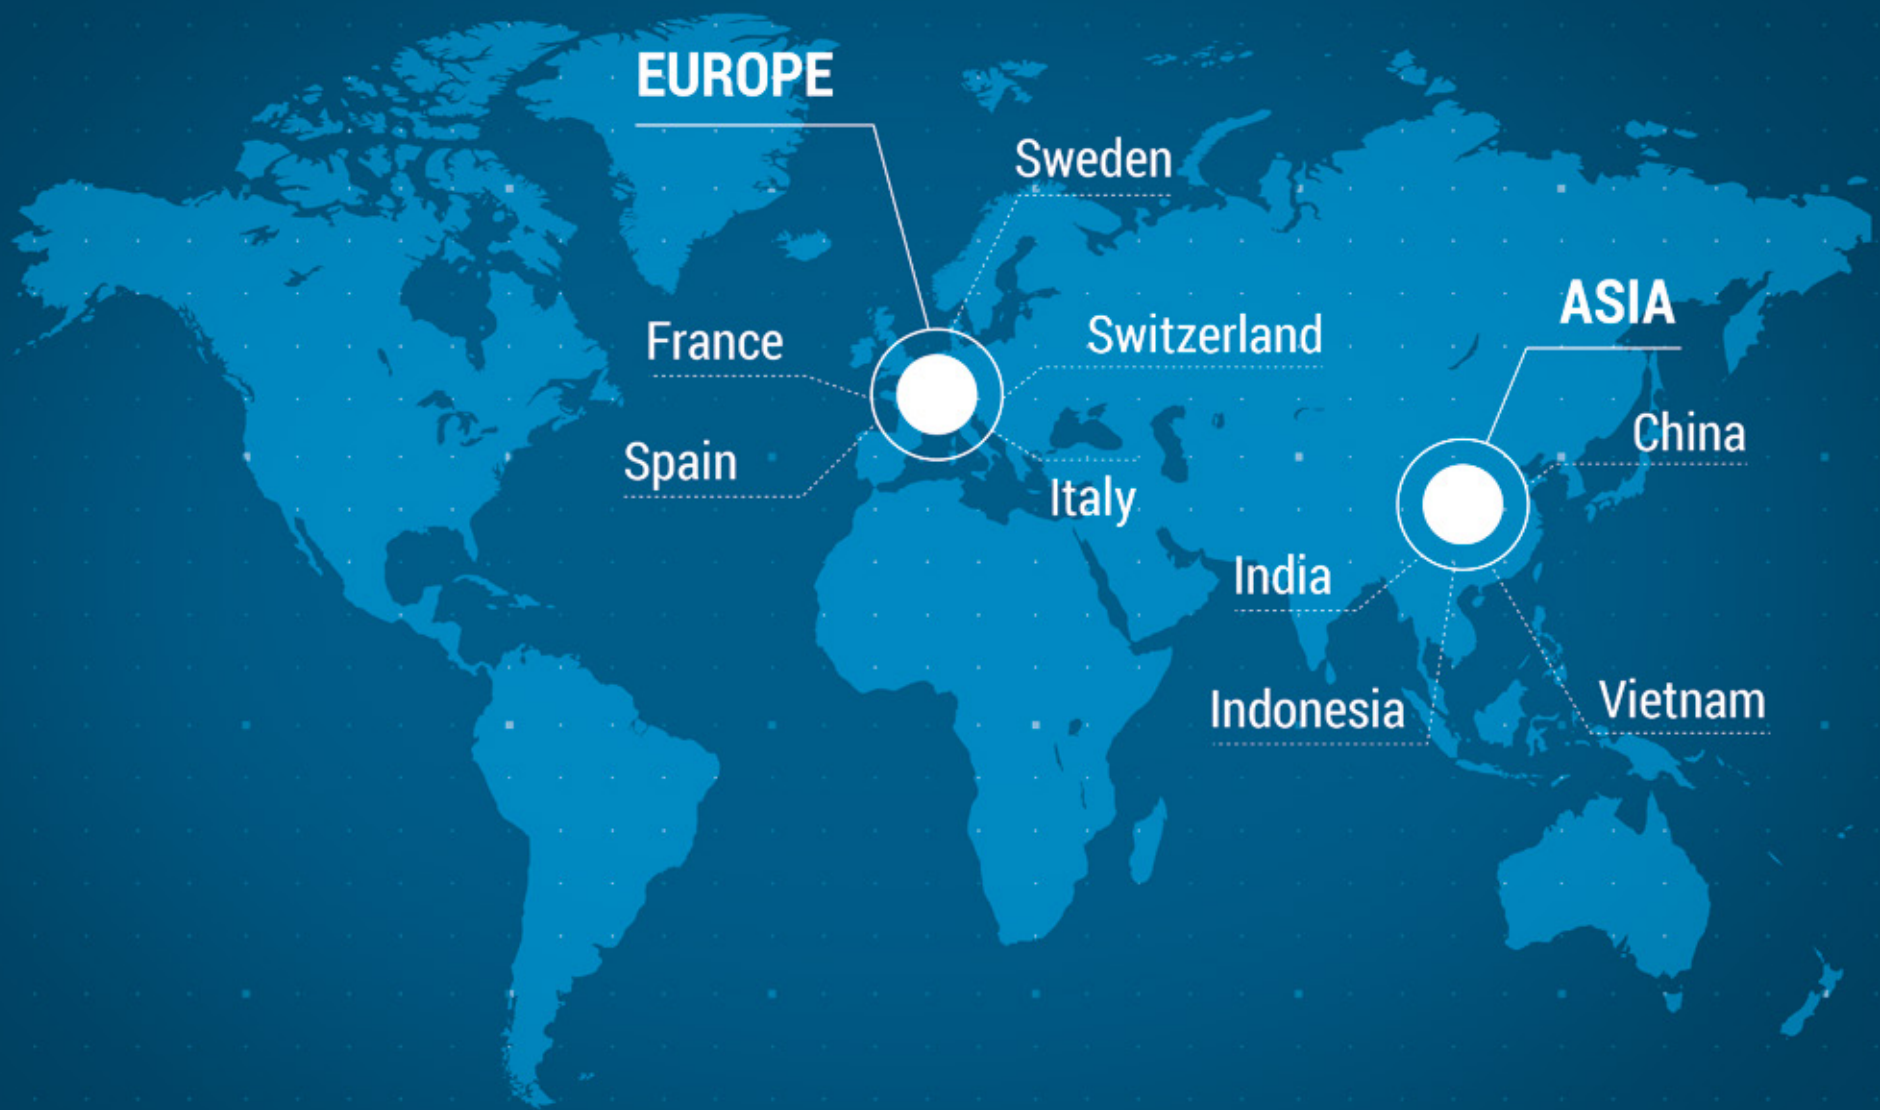 EUROPE
Sweden
France
Switzerland
Spain
Italy
ASIA
China
India
Indonesia
Vietnam